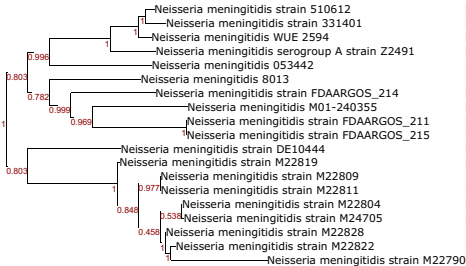 Neisseria meningitidis strain 510612
1
Neisseria meningitidis strain 331401
1
Neisseria meningitidis WUE 2594
1
Neisseria meningitidis serogroup A strain Z2491
0.996
Neisseria meningitidis 053442
0.803
Neisseria meningitidis 8013
0.782
Neisseria meningitidis strain FDAARGOS_214
0.999
Neisseria meningitidis M01-240355
0.969
Neisseria meningitidis strain FDAARGOS_211
1
1
Neisseria meningitidis strain FDAARGOS_215
Neisseria meningitidis strain DE10444
0.803
Neisseria meningitidis strain M22819
1
Neisseria meningitidis strain M22809
0.977
Neisseria meningitidis strain M22811
0.848
Neisseria meningitidis strain M22804
0.538
Neisseria meningitidis strain M24705
0.458
Neisseria meningitidis strain M22828
1
Neisseria meningitidis strain M22822
1
Neisseria meningitidis strain M22790